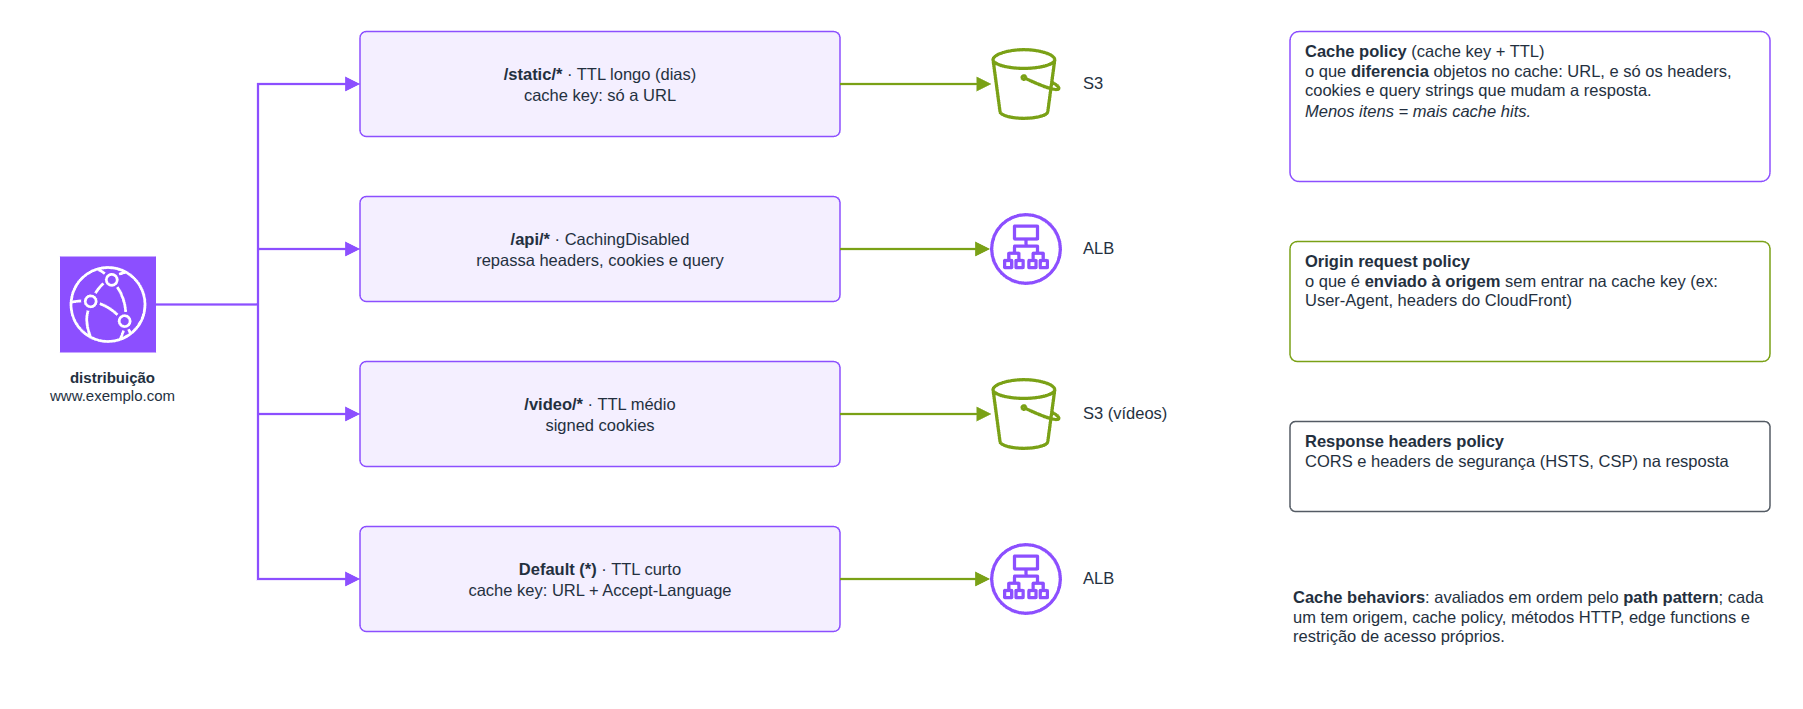 distribuição
www.exemplo.com
/static/* · TTL longo (dias)
cache key: só a URL
S3
/api/* · CachingDisabled
repassa headers, cookies e query
ALB
/video/* · TTL médio
signed cookies
S3 (vídeos)
Default (*) · TTL curto
cache key: URL + Accept-Language
ALB
Cache policy (cache key + TTL)
o que diferencia objetos no cache: URL, e só os headers,
cookies e query strings que mudam a resposta.
Menos itens = mais cache hits.
Origin request policy
o que é enviado à origem sem entrar na cache key (ex:
User-Agent, headers do CloudFront)
Response headers policy
CORS e headers de segurança (HSTS, CSP) na resposta
Cache behaviors: avaliados em ordem pelo path pattern; cada
um tem origem, cache policy, métodos HTTP, edge functions e
restrição de acesso próprios.